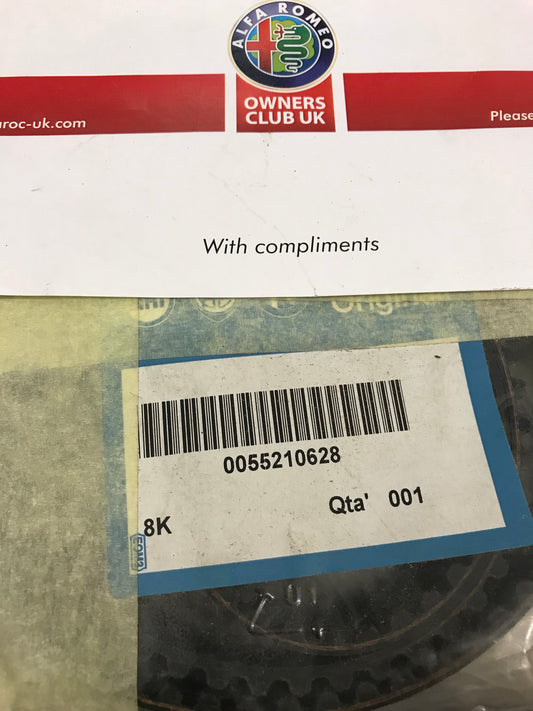 ALFA ROMEO
OWNERS
CLUB UK
aroc-uk.com
Please
With compliments
0055210628
Qta' 001
8K